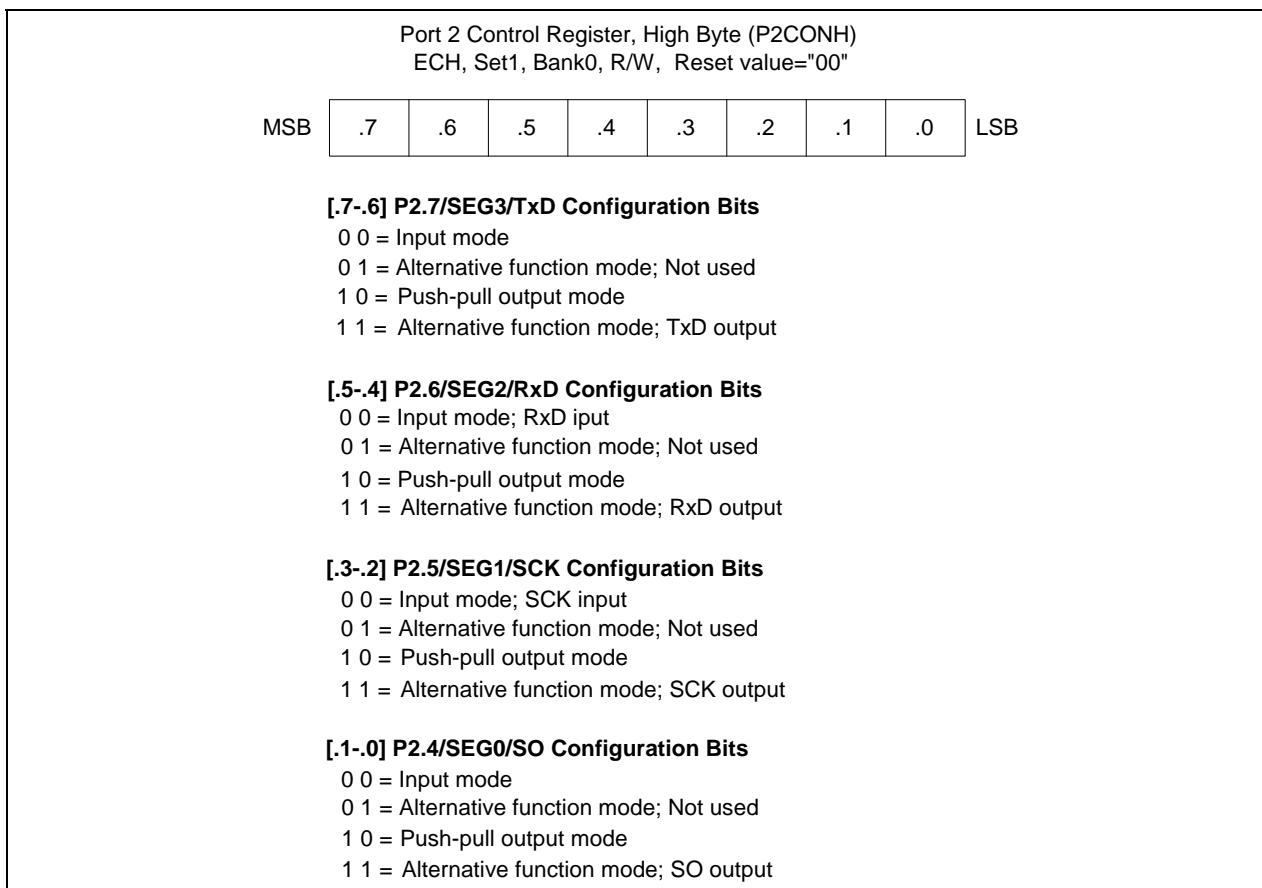 Port 2 Control Register, High Byte (P2CONH)
ECH, Set1, Bank0, R/W, Reset value="00"
MSB .7 .6 .5 .4 .3 .2 .1 .0 LSB
[.7-.6] P2.7/SEG3/TxD Configuration Bits
0 0 = Input mode
0 1 = Alternative function mode; Not used
1 0 = Push-pull output mode
1 1 = Alternative function mode; TxD output
[.5-.4] P2.6/SEG2/RxD Configuration Bits
0 0 = Input mode; RxD iput
0 1 = Alternative function mode; Not used
1 0 = Push-pull output mode
1 1 = Alternative function mode; RxD output
[.3-.2] P2.5/SEG1/SCK Configuration Bits
0 0 = Input mode; SCK input
0 1 = Alternative function mode; Not used
1 0 = Push-pull output mode
1 1 = Alternative function mode; SCK output
[.1-.0] P2.4/SEG0/SO Configuration Bits
0 0 = Input mode
0 1 = Alternative function mode; Not used
1 0 = Push-pull output mode
1 1 = Alternative function mode; SO output